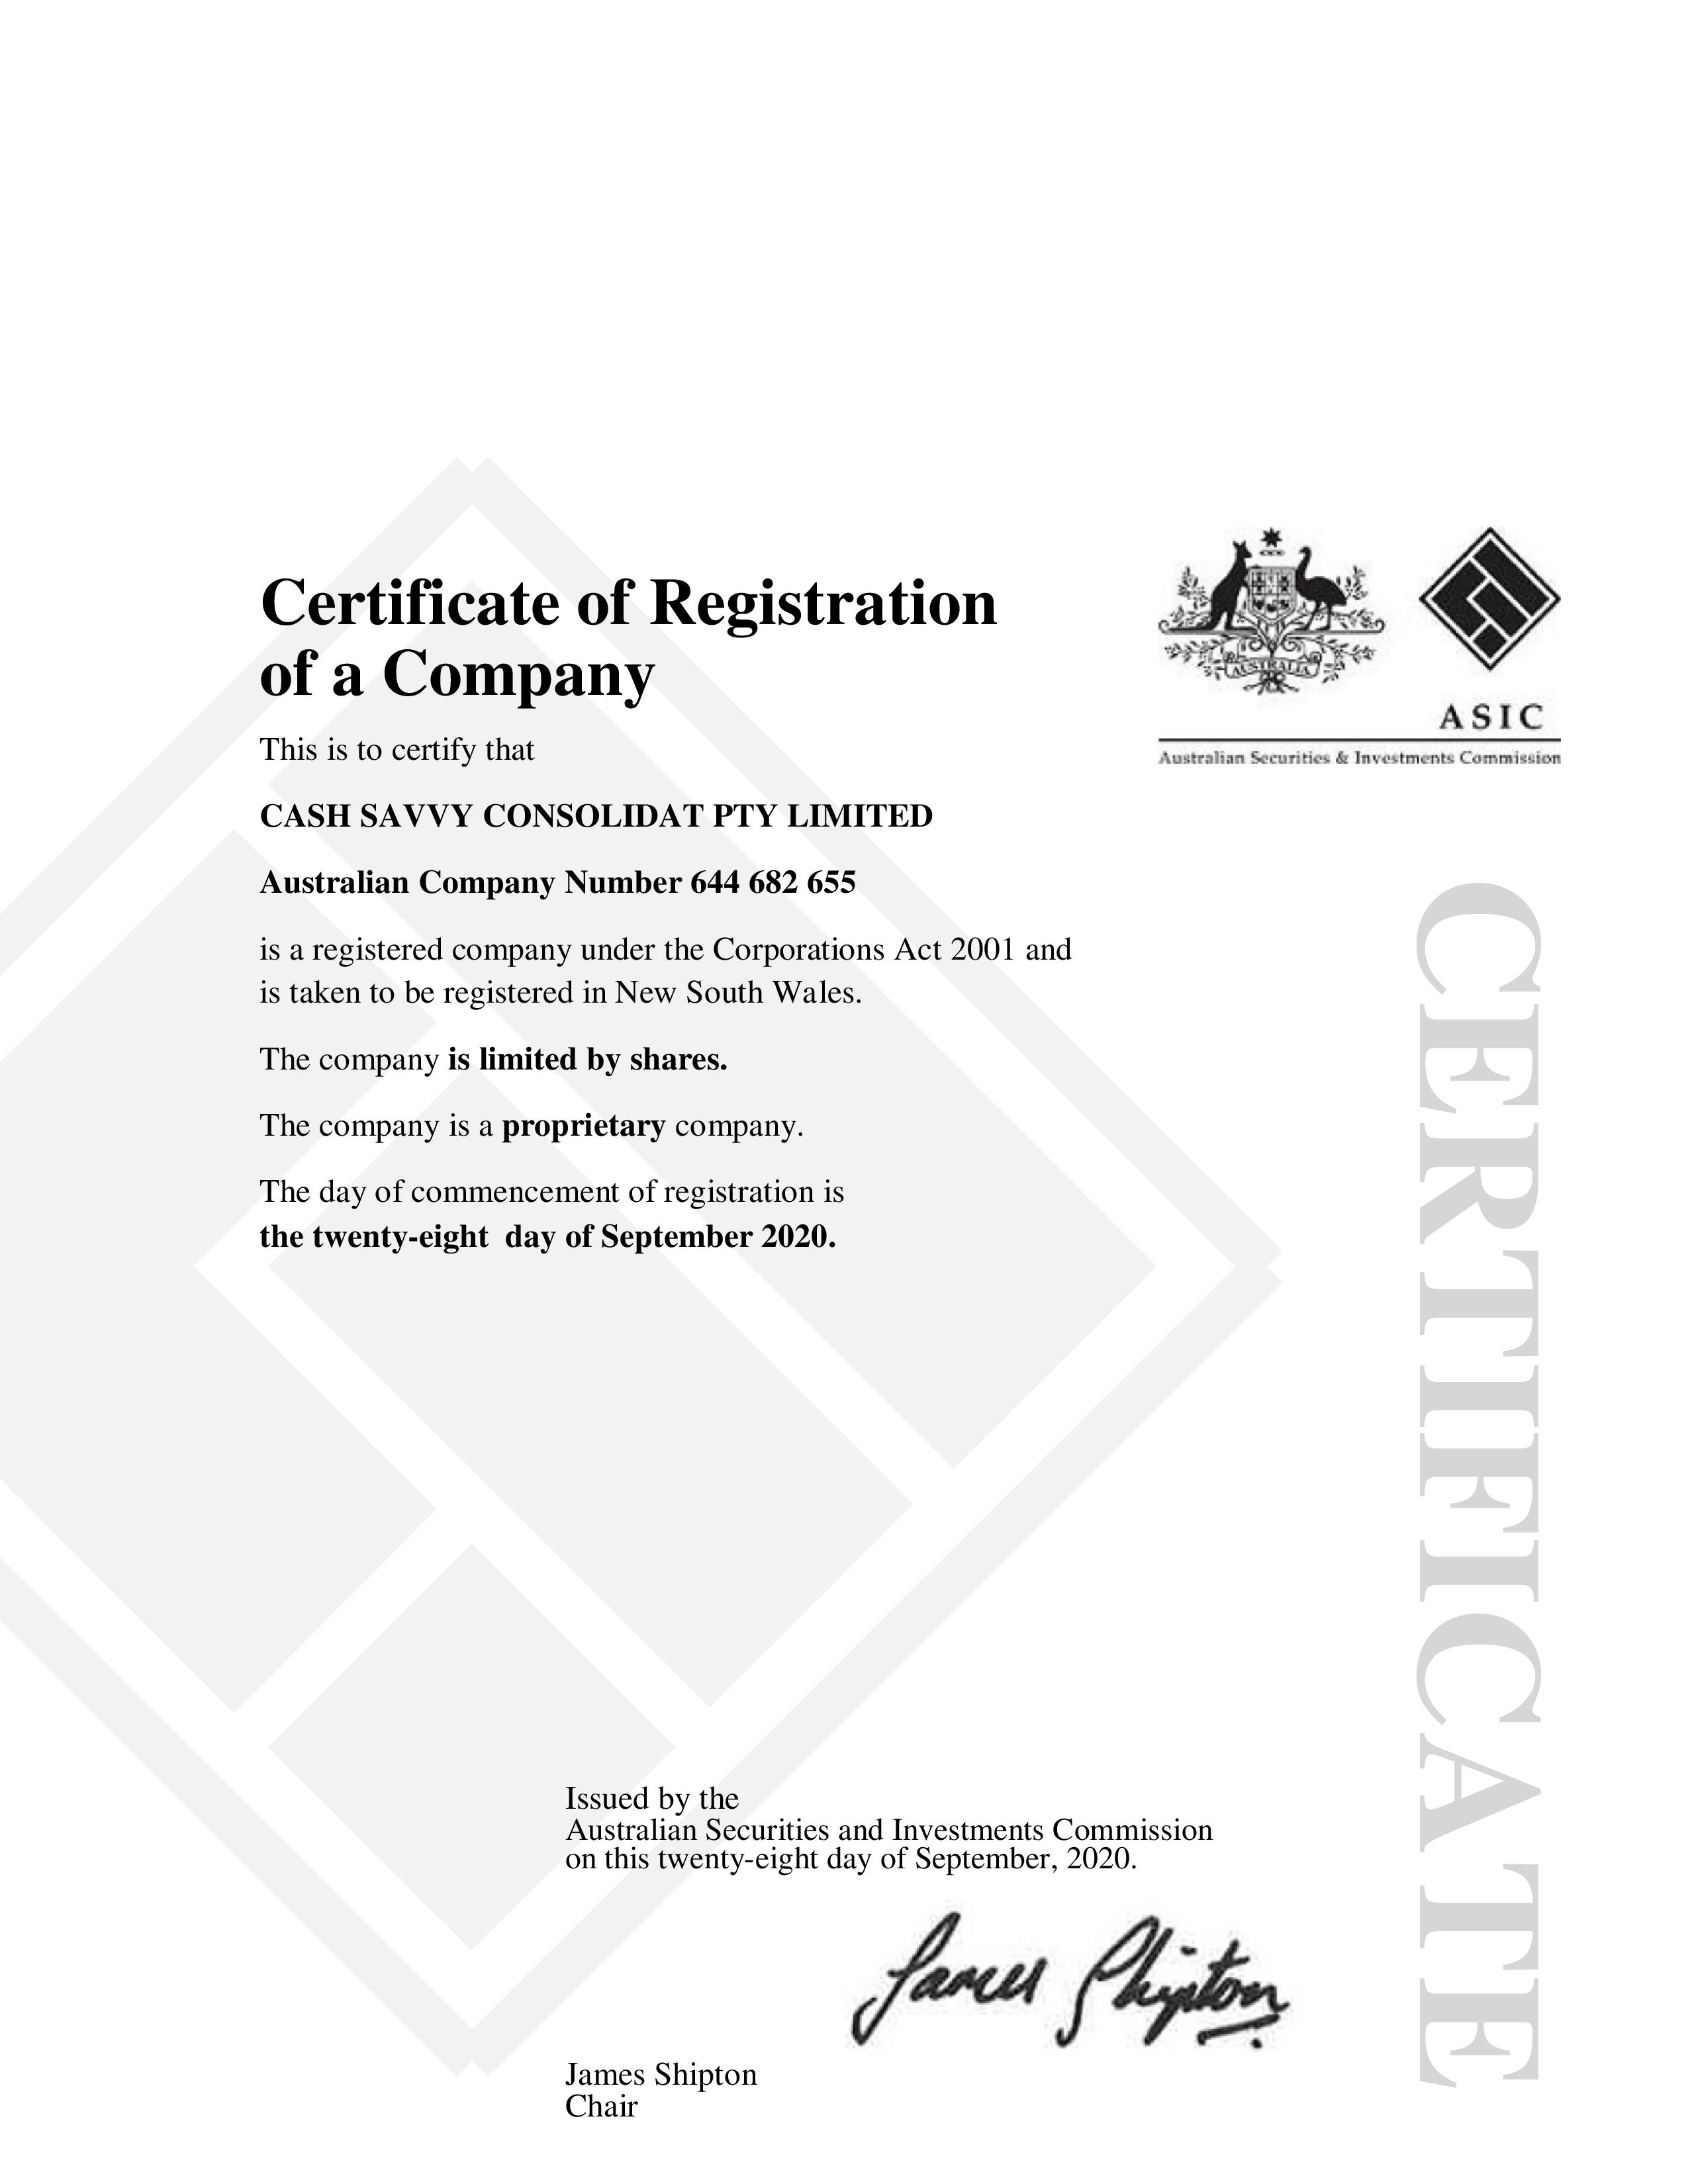 Certificate of Registration
of a Company
AUSTRALIA
ASIC
Australian Securities & Investments Commission
This is to certify that
CASH SAVVY CONSOLIDAT PTY LIMITED
Australian Company Number 644 682 655
is a registered company under the Corporations Act 2001 and
is taken to be registered in New South Wales.
The company is limited by shares.
The company is a proprietary company.
The day of commencement of registration is
the twenty-eight day of September 2020.
CERTIFICATE
Issued by the
Australian Securities and Investments Commission
on this twenty-eight day of September, 2020.
James Shipton
James Shipton
Chair